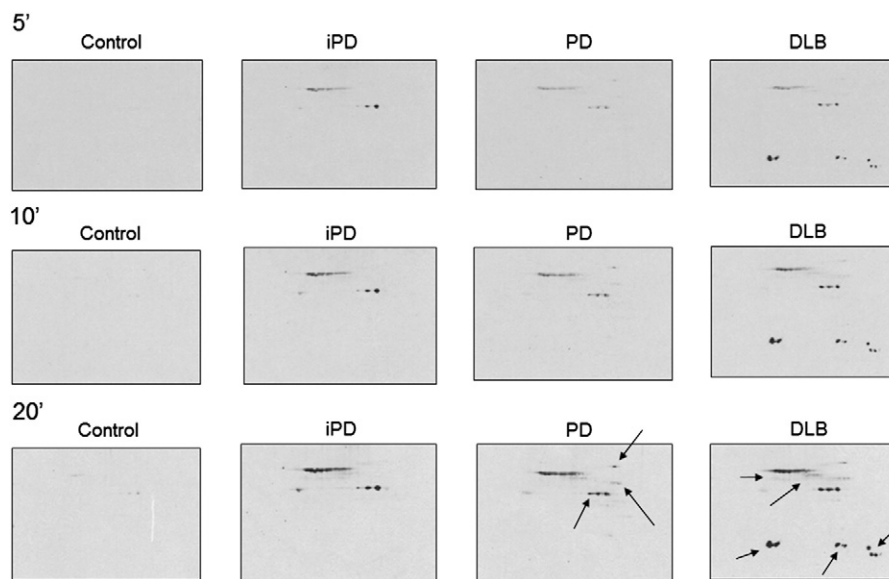 5’
Control iPD PD DLB
10’
Control iPD PD DLB
20’
Control iPD PD DLB